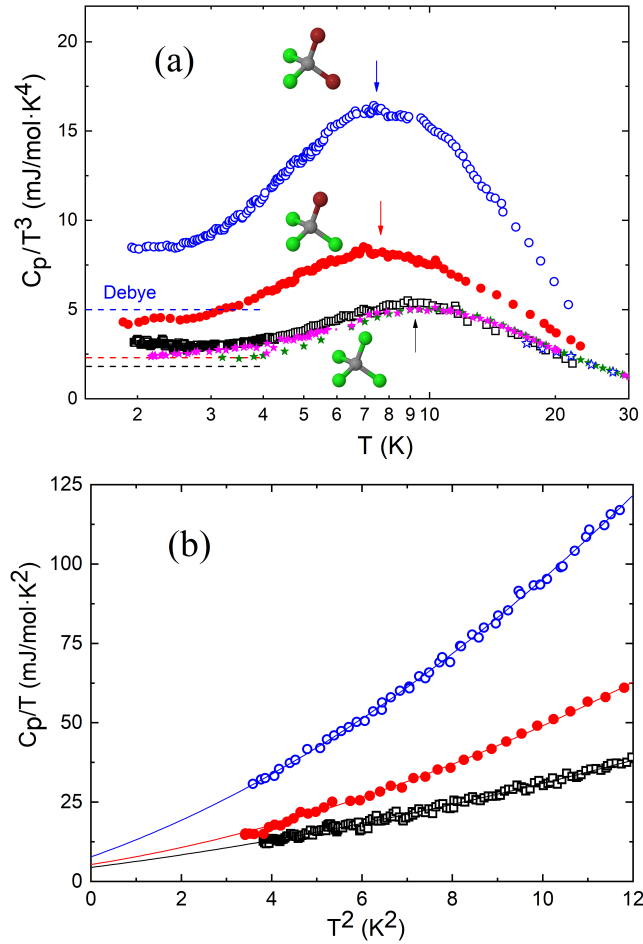 (a)
20
15
10
5
0
Cp/T³ (mJ/mol·K⁴)
Debye
2 3 4 5 6 7 8 9 10 20 30
T (K)
(b)
125
100
75
50
25
0
Cp/T (mJ/mol·K²)
0 2 4 6 8 10 12
T² (K²)